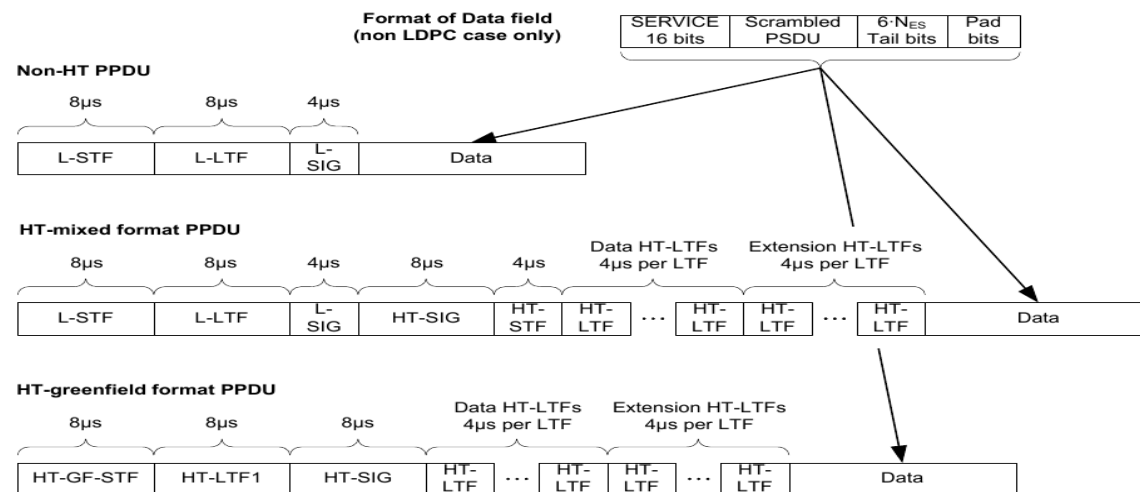 Format of Data field
(non LDPC case only)
SERVICE
16 bits
Scrambled
PSDU
6·NES
Tail bits
Pad
bits
Non-HT PPDU
8µs
8µs
4µs
L-STF
L-LTF
L-
SIG
Data
HT-mixed format PPDU
Data HT-LTFs
4µs per LTF
Extension HT-LTFs
4µs per LTF
8µs
8µs
4µs
8µs
4µs
L-STF
L-LTF
L-
SIG
HT-SIG
HT-
STF
HT-
LTF
...
HT-
LTF
HT-
LTF
...
HT-
LTF
Data
HT-greenfield format PPDU
Data HT-LTFs
4µs per LTF
Extension HT-LTFs
4µs per LTF
8µs
8µs
8µs
HT-GF-STF
HT-LTF1
HT-SIG
HT-
LTF
...
HT-
LTF
HT-
LTF
...
HT-
LTF
Data